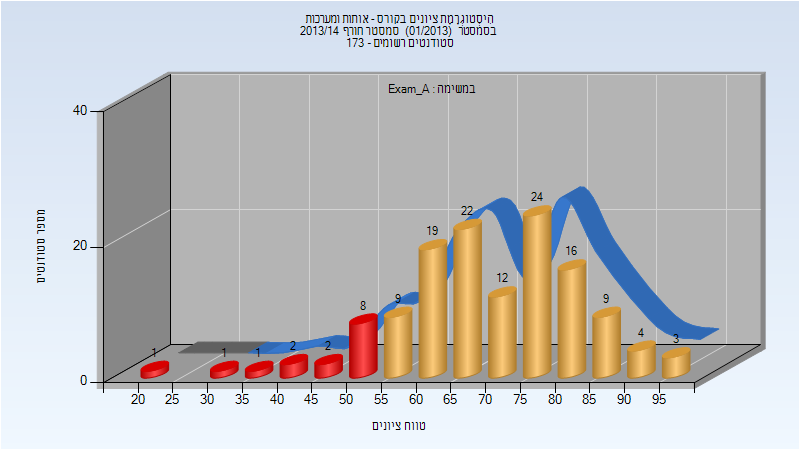 היסטוגרמת ציונים בקורס - אותות ומערכות
בסמסטר (01/2013) סמסטר חורף 2013/14
סטודנטים רשומים - 173
במשימה : Exam_A
40
20
0
מספר סטודנטים
1
1
1
2
2
8
9
19
22
12
24
16
9
4
3
20 25 30 35 40 45 50 55 60 65 70 75 80 85 90 95
טווח ציונים